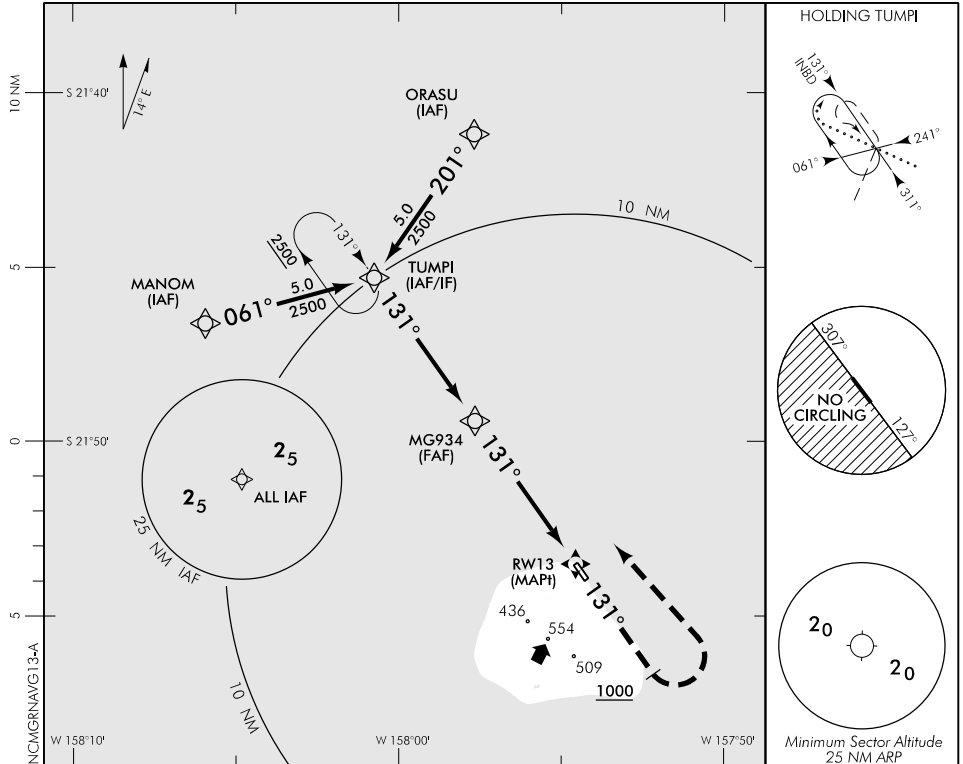 10 NM
S 21°40'
14° E
ORASU
(IAF)
201°
5.0
2500
10 NM
131°
2500
TUMPI
(IAF/IF)
MANOM
(IAF)
061°
5.0
2500
5
131°
0
S 21°50'
MG934
(FAF)
131°
25
25
ALL IAF
25 NM IAF
RW13
(MAPt)
131°
436
554
509
1000
5
10 NM
NCMGRNAVG13-A
W 158°10'
W 158°00'
W 157°50'
HOLDING TUMPI
131°
INBD
241°
061°
311°
307°
NO
CIRCLING
127°
20
20
Minimum Sector Altitude
25 NM ARP